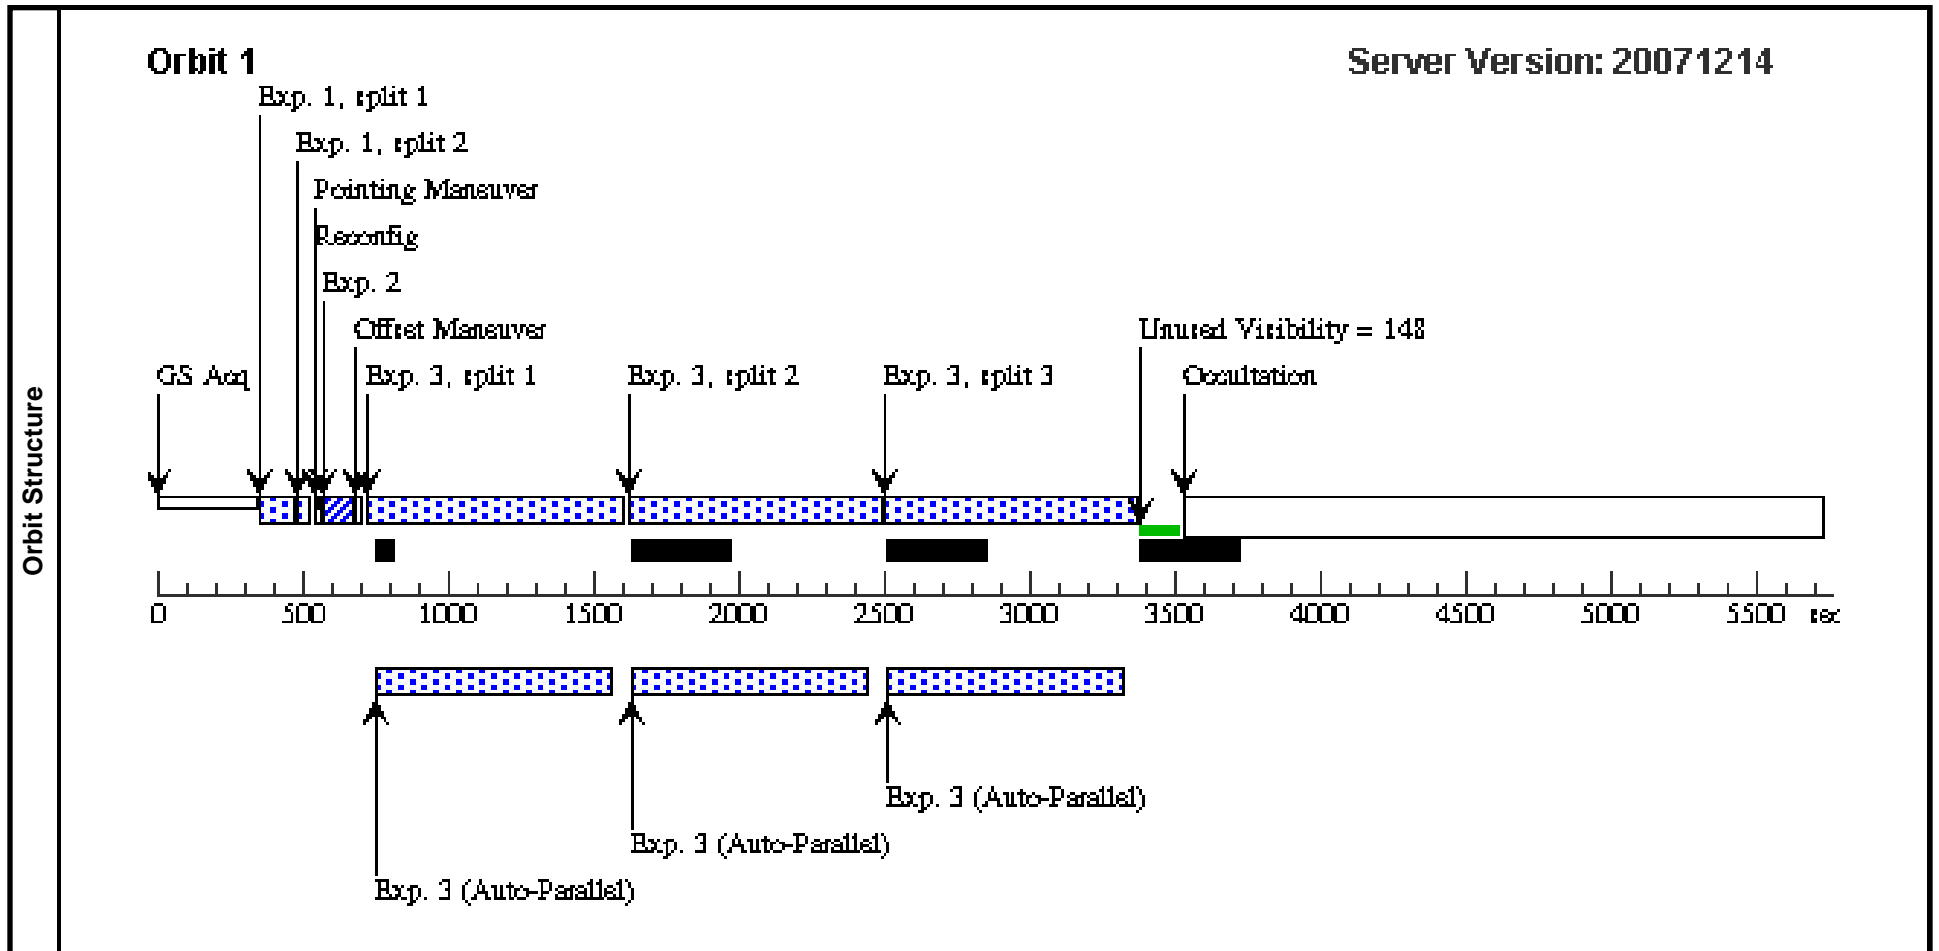 Orbit Structure
Orbit 1
Server Version: 20071214
Exp. 1, split 1
Exp. 1, split 2
Pointing Maneuver
Reconfig
Exp. 2
Offset Maneuver
Unused Visibility = 148
GS Acq
Exp. 3, split 1
Exp. 3, split 2
Exp. 3, split 3
Occultation
0 500 1000 1500 2000 2500 3000 3500 4000 4500 5000 5500 sec
Exp. 3 (Auto-Parallel)
Exp. 3 (Auto-Parallel)
Exp. 3 (Auto-Parallel)